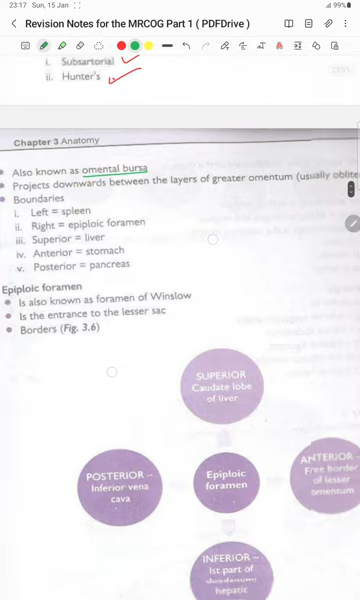 23:17 Sun, 15 Jan
99%
Revision Notes for the MRCOG Part 1 ( PDFDrive )
i. Subsartorial
ii. Hunter's
Chapter 3 Anatomy
Also known as omental bursa
Projects downwards between the layers of greater omentum (usually oblite
Boundaries
i. Left = spleen
ii. Right = epiploic foramen
iii. Superior = liver
iv. Anterior = stomach
v. Posterior = pancreas
Epiploic foramen
Is also known as foramen of Winslow
Is the entrance to the lesser sac
Borders (Fig. 3.6)
SUPERIOR
Caudate lobe
of liver
POSTERIOR –
Inferior vena
cava
Epiploic
foramen
ANTERIOR –
Free border
of lesser
omentum
INFERIOR –
1st part of
duodenum;
hepatic